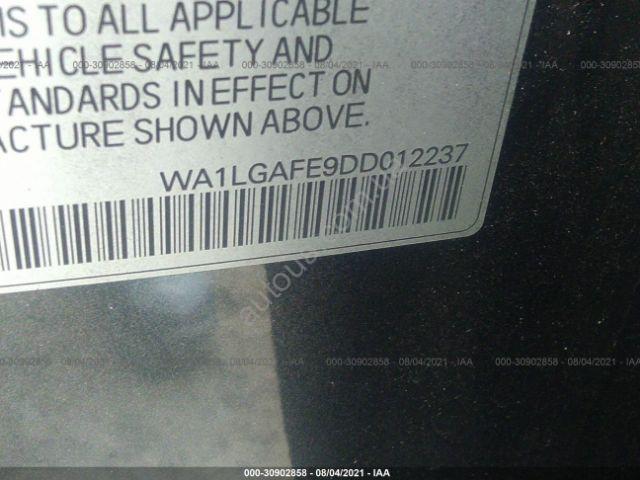 IS TO ALL APPLICABLE
EHICLE SAFETY AND
ANDARDS IN EFFECT ON
ACTURE SHOWN ABOVE.
WA1LGAFE9DD012237
000-30902858 - 08/04/2021 - IAA